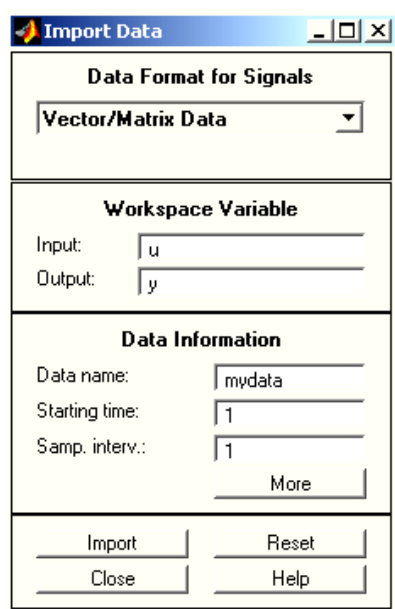 Import Data
Data Format for Signals
Vector/Matrix Data
Workspace Variable
Input: u
Output: y
Data Information
Data name: mydata
Starting time: 1
Samp. interv.: 1
More
Import Reset
Close Help